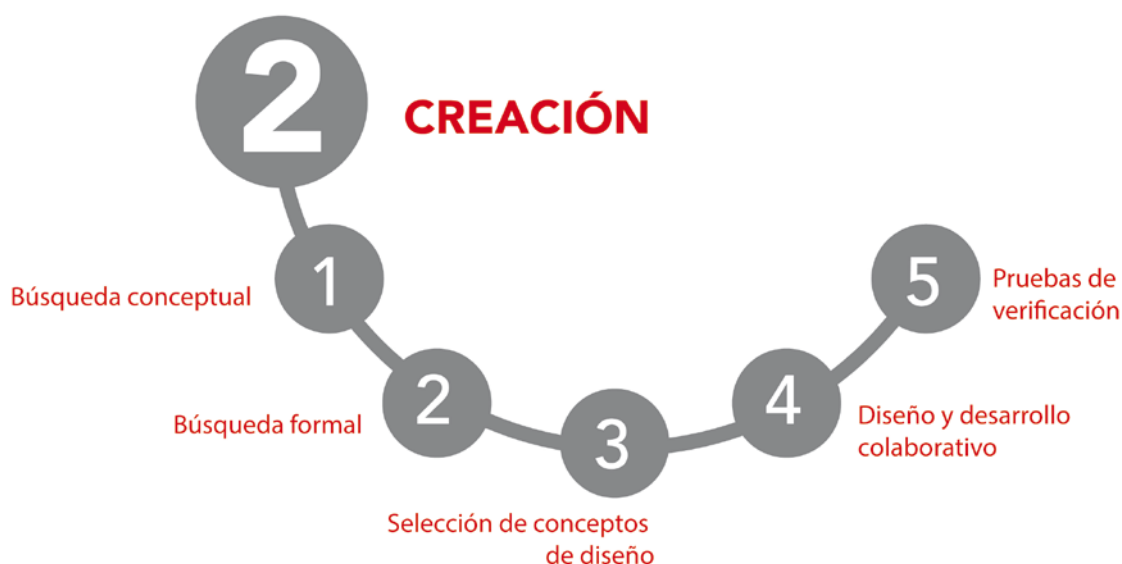 2
CREACIÓN
1
Búsqueda conceptual
2
Búsqueda formal
3
Selección de conceptos
de diseño
4
Diseño y desarrollo
colaborativo
5
Pruebas de
verificación